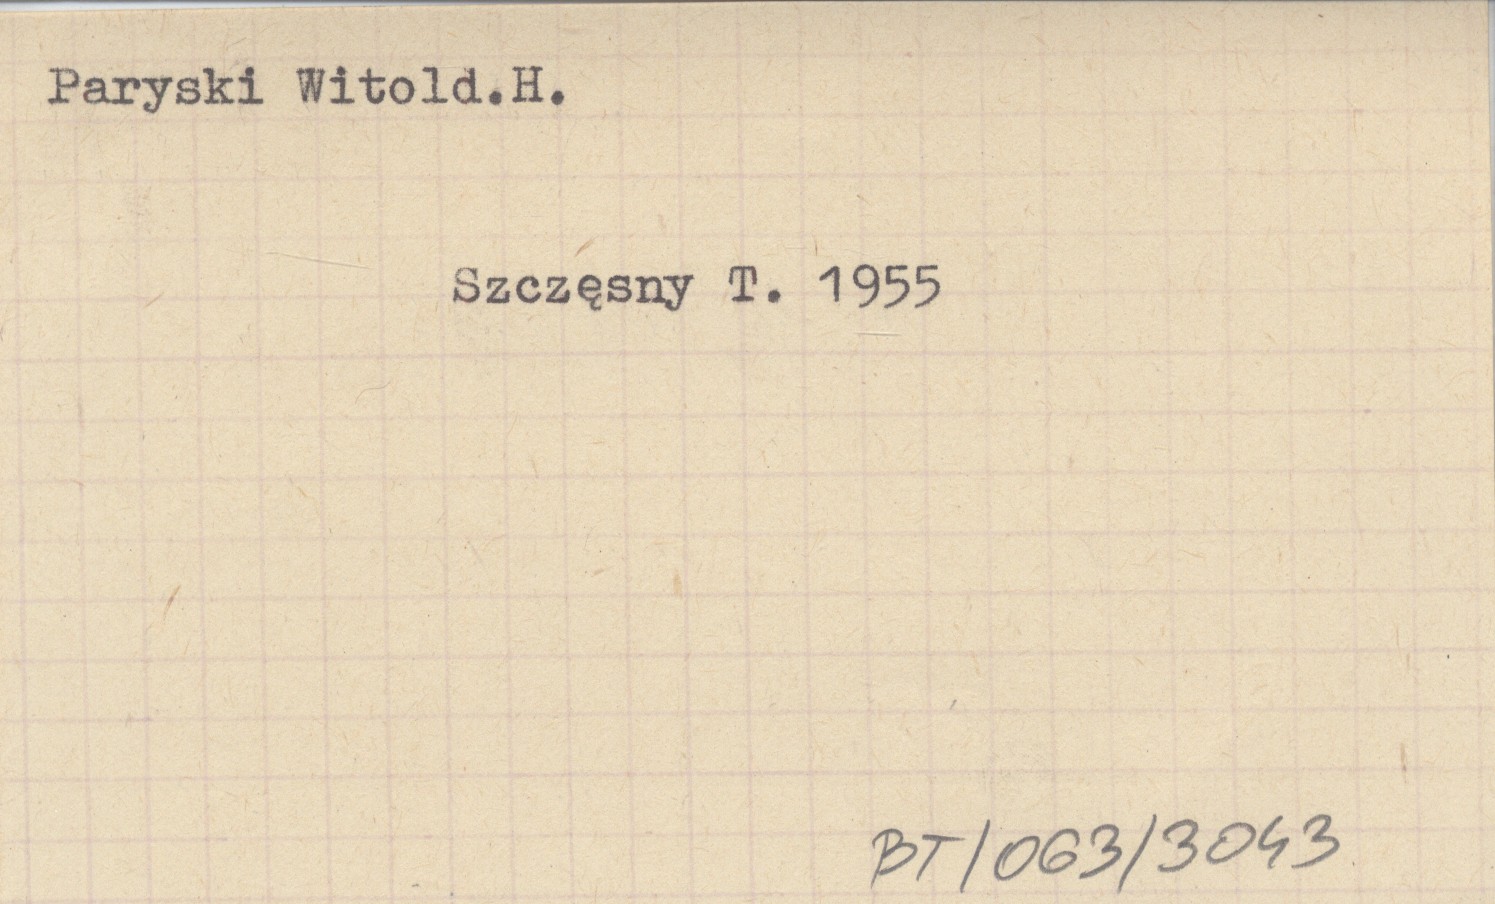 Paryski Witold.H.
Szczęsny T. 1955
BT/063/3043